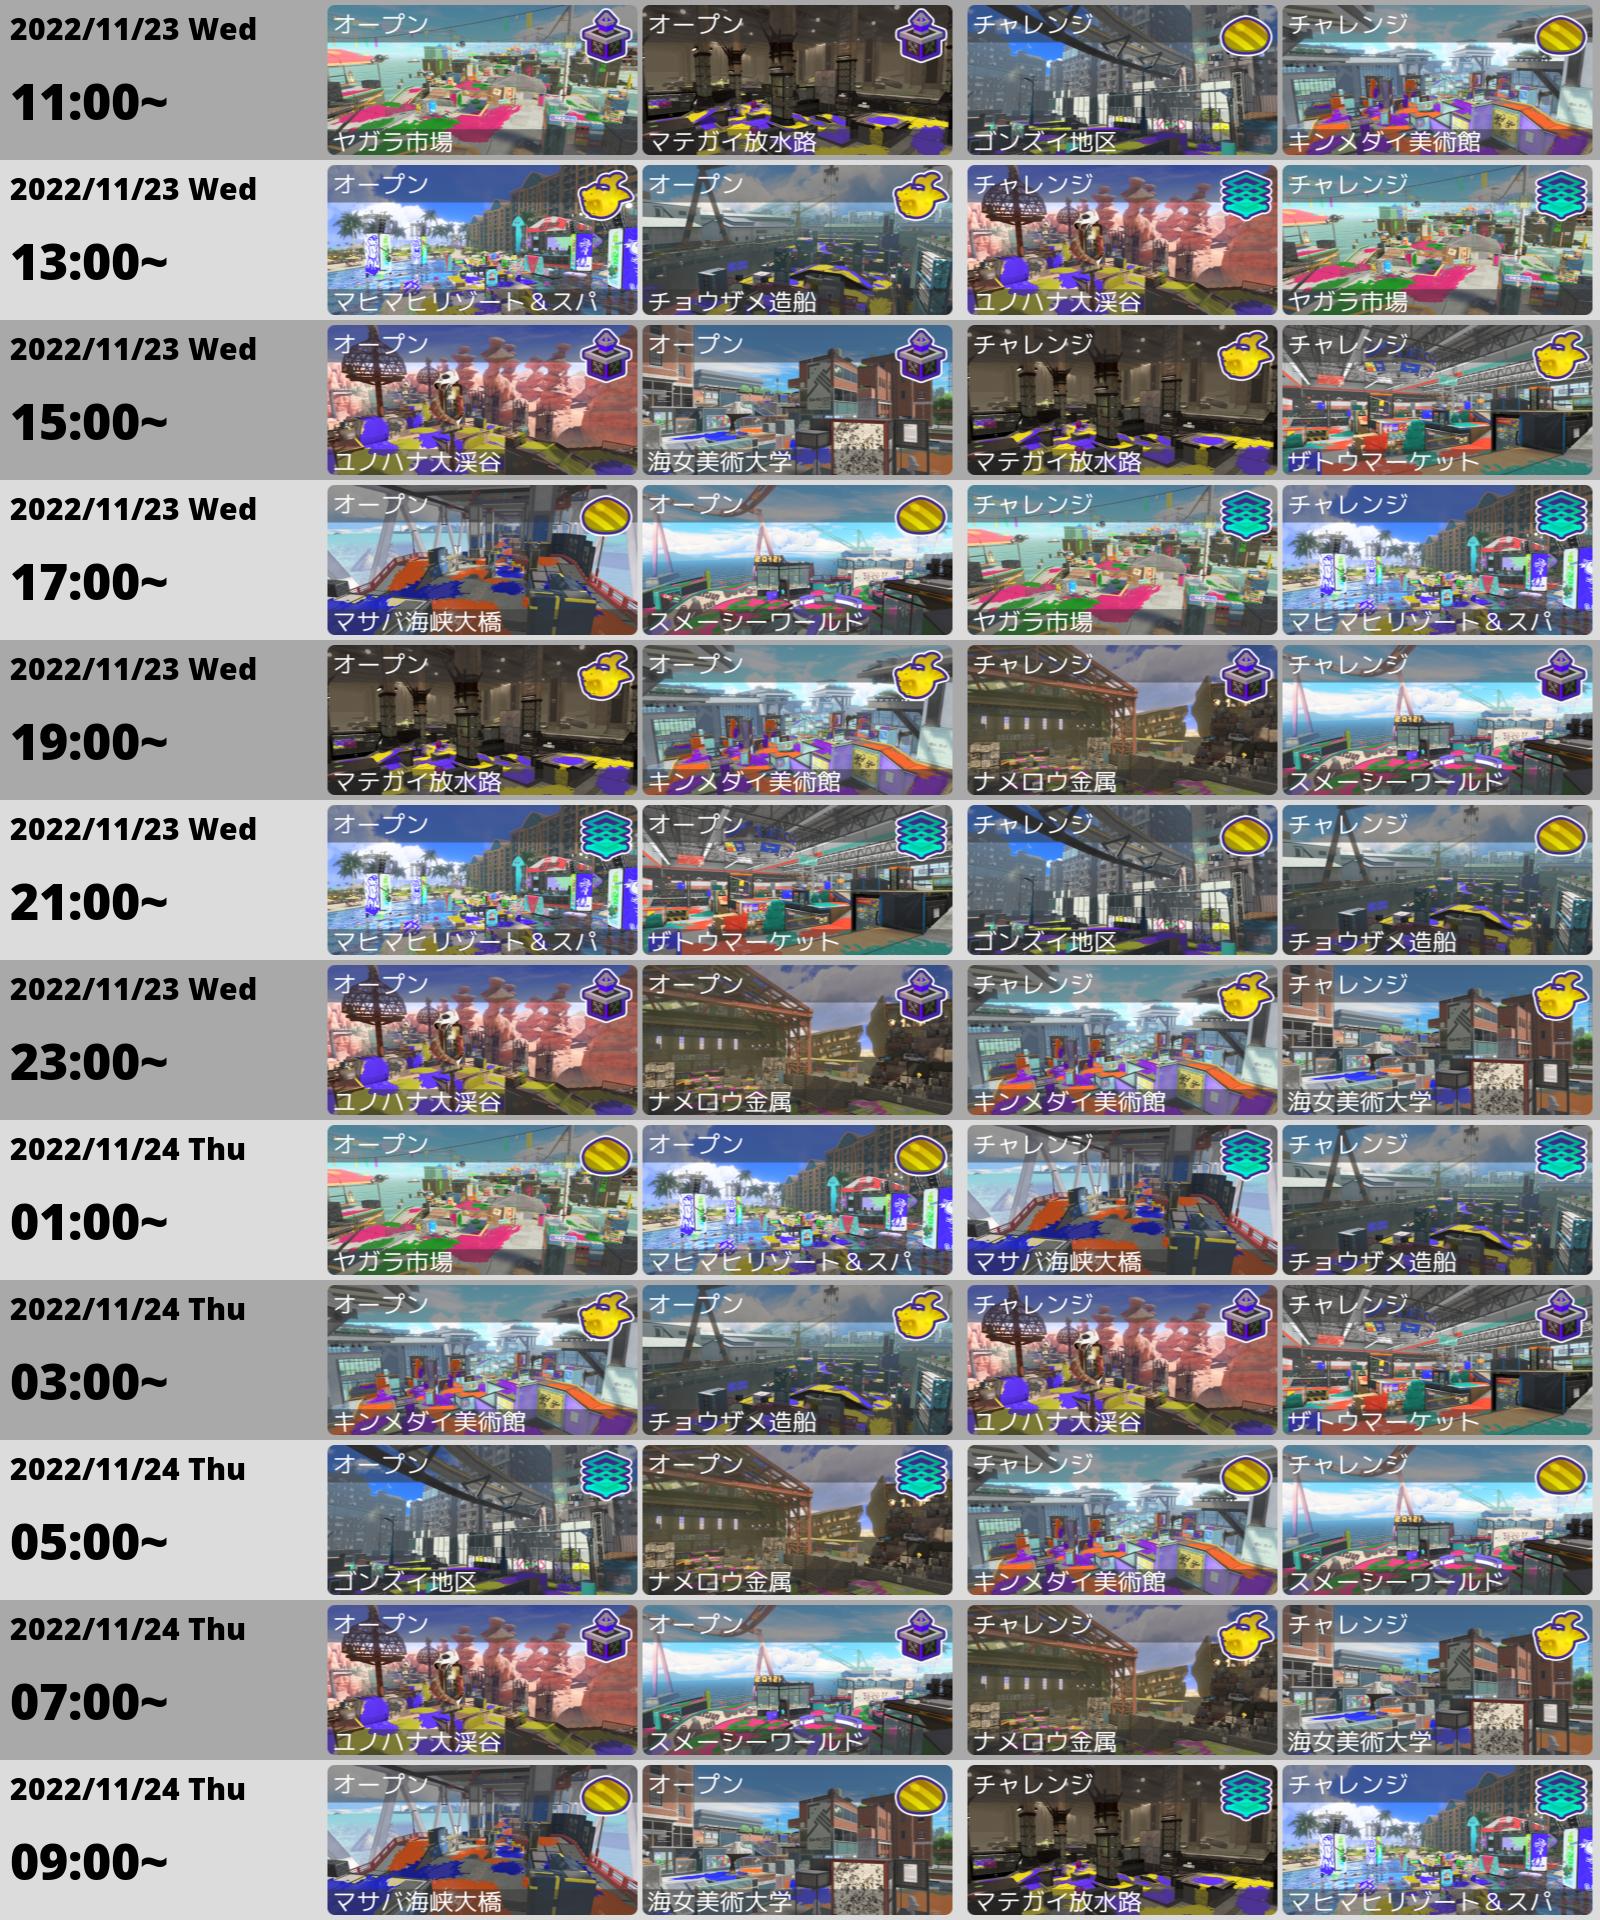 2022/11/23 Wed
11:00~
オープン
ヤガラ市場
オープン
マテガイ放水路
チャレンジ
ゴンズイ地区
チャレンジ
キンメダイ美術館
2022/11/23 Wed
13:00~
オープン
マヒマヒリゾート＆スパ
オープン
チョウザメ造船
チャレンジ
ユノハナ大渓谷
チャレンジ
ヤガラ市場
2022/11/23 Wed
15:00~
オープン
ユノハナ大渓谷
オープン
海女美術大学
チャレンジ
マテガイ放水路
チャレンジ
ザトウマーケット
2022/11/23 Wed
17:00~
オープン
マサバ海峡大橋
オープン
スメーシーワールド
チャレンジ
ヤガラ市場
チャレンジ
マヒマヒリゾート＆スパ
2022/11/23 Wed
19:00~
オープン
マテガイ放水路
オープン
キンメダイ美術館
チャレンジ
ナメロウ金属
チャレンジ
スメーシーワールド
2022/11/23 Wed
21:00~
オープン
マヒマヒリゾート＆スパ
オープン
ザトウマーケット
チャレンジ
ゴンズイ地区
チャレンジ
チョウザメ造船
2022/11/23 Wed
23:00~
オープン
ユノハナ大渓谷
オープン
ナメロウ金属
チャレンジ
キンメダイ美術館
チャレンジ
海女美術大学
2022/11/24 Thu
01:00~
オープン
ヤガラ市場
オープン
マヒマヒリゾート＆スパ
チャレンジ
マサバ海峡大橋
チャレンジ
チョウザメ造船
2022/11/24 Thu
03:00~
オープン
キンメダイ美術館
オープン
チョウザメ造船
チャレンジ
ユノハナ大渓谷
チャレンジ
ザトウマーケット
2022/11/24 Thu
05:00~
オープン
ゴンズイ地区
オープン
ナメロウ金属
チャレンジ
キンメダイ美術館
チャレンジ
スメーシーワールド
2022/11/24 Thu
07:00~
オープン
ユノハナ大渓谷
オープン
スメーシーワールド
チャレンジ
ナメロウ金属
チャレンジ
海女美術大学
2022/11/24 Thu
09:00~
オープン
マサバ海峡大橋
オープン
海女美術大学
チャレンジ
マテガイ放水路
チャレンジ
マヒマヒリゾート＆スパ